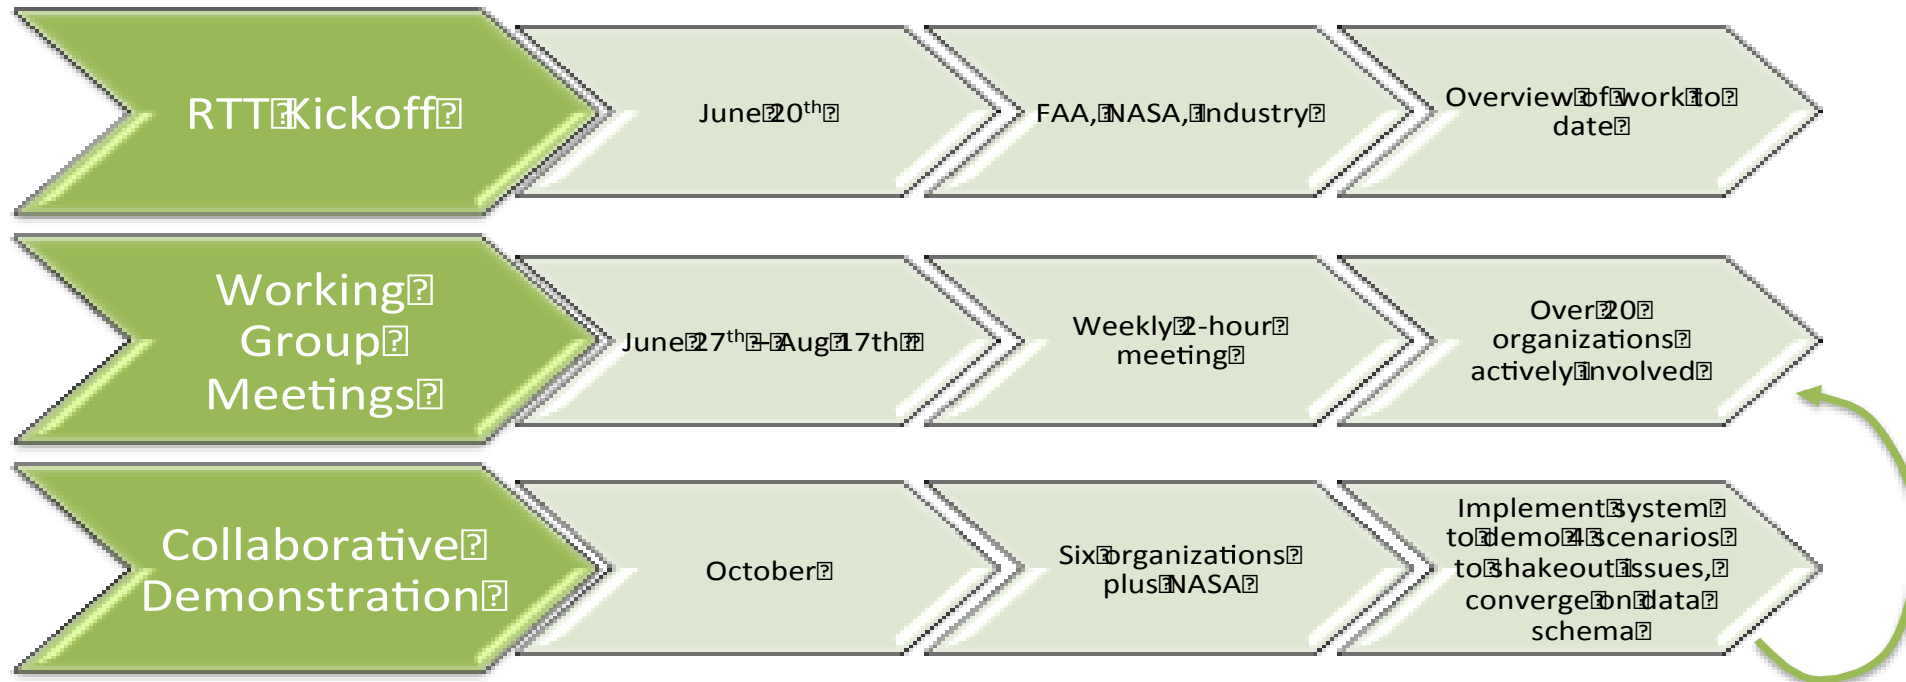 RTT Kickoff
June 20th
FAA, NASA, Industry
Overview of work to
date
Working
Group
Meetings
June 27th – Aug 17th
Weekly 2-hour
meeting
Over 20
organizations
actively involved
Collaborative
Demonstration
October
Six organizations
plus NASA
Implement system
to demo 4 scenarios
to shakeout issues,
converge on data
schema